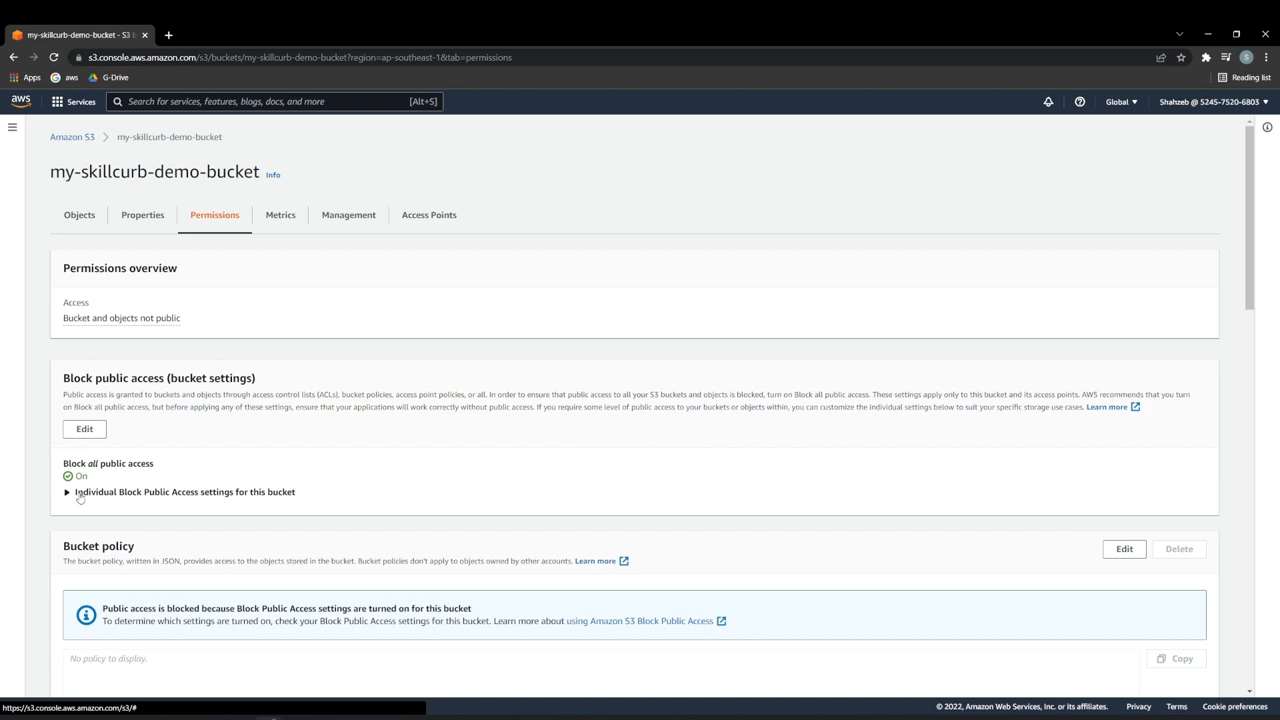 my-skillcurb-demo-bucket - S3 b
s3.console.aws.amazon.com/s3/buckets/my-skillcurb-demo-bucket?region=ap-southeast-1&tab=permissions
S
Apps aws G-Drive Reading list
aws Services Search for services, features, blogs, docs, and more [Alt+S] Global Shahzeb @ 5245-7520-6803
Amazon S3 my-skillcurb-demo-bucket
my-skillcurb-demo-bucket Info
Objects Properties Permissions Metrics Management Access Points
Permissions overview
Access
Bucket and objects not public
Block public access (bucket settings)
Public access is granted to buckets and objects through access control lists (ACLs), bucket policies, access point policies, or all. In order to ensure that public access to all your S3 buckets and objects is blocked, turn on Block all public access. These settings apply only to this bucket and its access points. AWS recommends that you turn
on Block all public access, but before applying any of these settings, ensure that your applications will work correctly without public access. If you require some level of public access to your buckets or objects within, you can customize the individual settings below to suit your specific storage use cases. Learn more
Edit
Block all public access
On
Individual Block Public Access settings for this bucket
Bucket policy
Edit Delete
The bucket policy, written in JSON, provides access to the objects stored in the bucket. Bucket policies don't apply to objects owned by other accounts. Learn more
Public access is blocked because Block Public Access settings are turned on for this bucket
To determine which settings are turned on, check your Block Public Access settings for this bucket. Learn more about using Amazon S3 Block Public Access
No policy to display.
Copy
https://s3.console.aws.amazon.com/s3/#
© 2022, Amazon Web Services, Inc. or its affiliates. Privacy Terms Cookie preferences